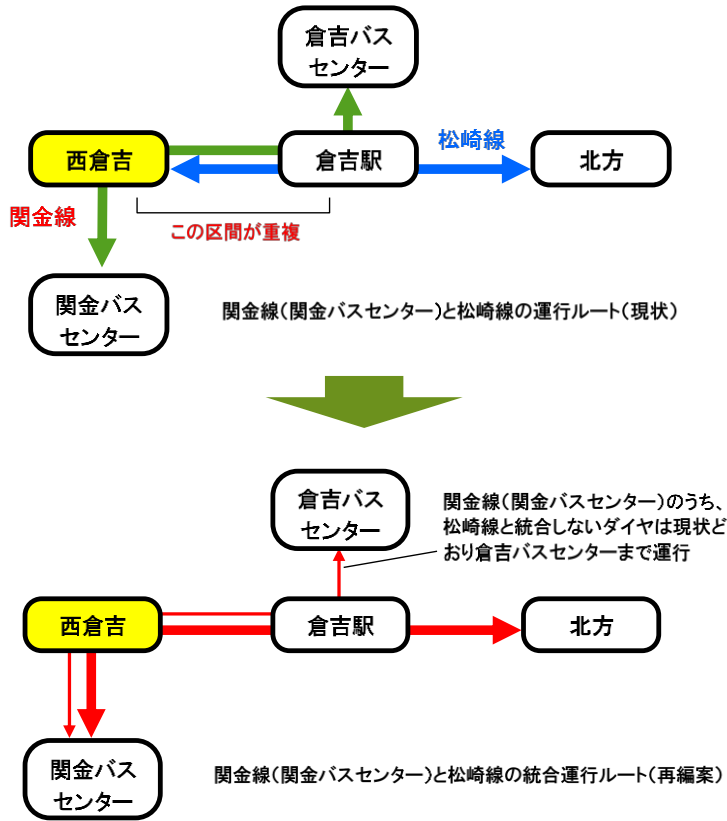 倉吉バス
センター
西倉吉
倉吉駅
松崎線
北方
関金線
この区間が重複
関金バス
センター
関金線（関金バスセンター）と松崎線の運行ルート（現状）
倉吉バス
センター
関金線（関金バスセンター）のうち、
松崎線と統合しないダイヤは現状ど
おり倉吉バスセンターまで運行
西倉吉
倉吉駅
北方
関金バス
センター
関金線（関金バスセンター）と松崎線の統合運行ルート（再編案）